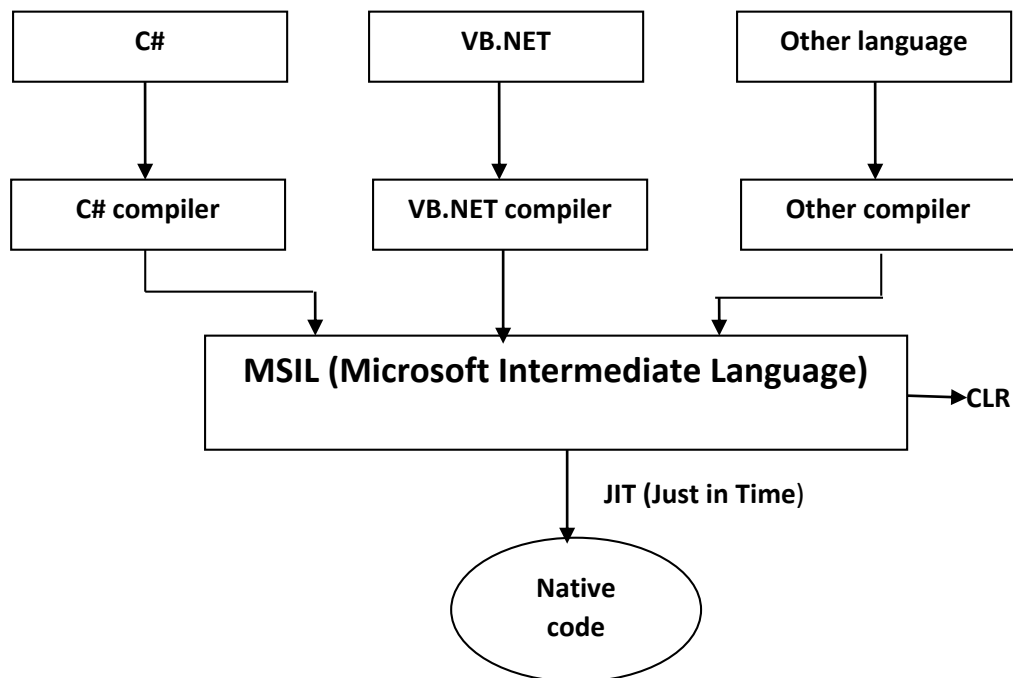 C#
VB.NET
Other language
C# compiler
VB.NET compiler
Other compiler
MSIL (Microsoft Intermediate Language)
CLR
JIT (Just in Time)
Native
code